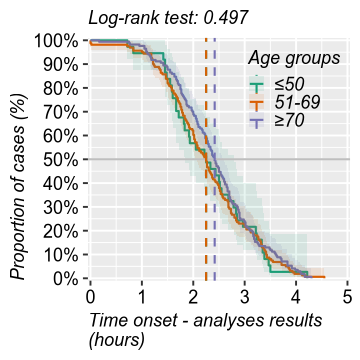 Log-rank test: 0.497
Proportion of cases (%)
100%
90%
80%
70%
60%
50%
40%
30%
20%
10%
0%
Age groups
≤50
51-69
≥70
0 1 2 3 4 5
Time onset - analyses results
(hours)